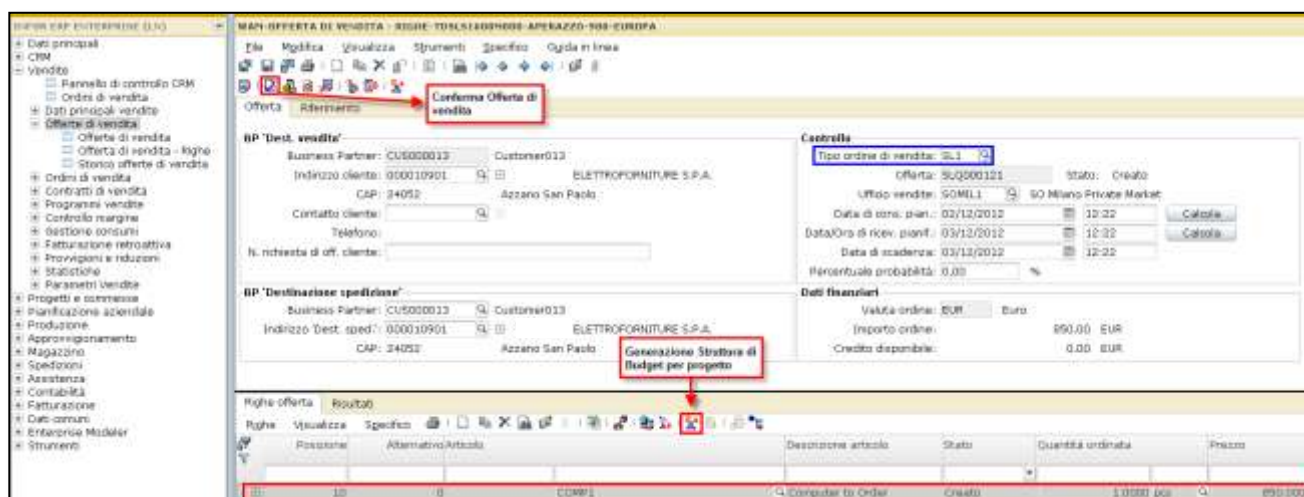 INFOR ERP ENTERPRISE (LN)
Dati principali
CRM
Vendite
Pannello di controllo CRM
Ordini di vendita
Dati principali vendite
Offerte di vendita
Offerte di vendita
Offerta di vendita - Righe
Storico offerte di vendita
Ordini di vendita
Contratti di vendita
Programmi vendite
Controllo margine
Gestione consumi
Fatturazione retroattiva
Provvigioni e riduzioni
Statistiche
Parametri Vendite
Progetti e commesse
Pianificazione aziendale
Produzione
Approvvigionamento
Magazzino
Spedizioni
Assistenza
Contabilità
Fatturazione
Dati comuni
Enterprise Modeler
Strumenti
MAN-OFFERTA DI VENDITA - RIGHE-TDSLS1600M000-APERAZZO-500-EUROPA
File Modifica Visualizza Strumenti Specifico Guida in linea
Conferma Offerta di vendita
Offerta Riferimento
BP 'Dest. vendite'
Business Partner: CUS000013 Customer013
Indirizzo cliente: 000010901 ELETTROFORNITURE S.P.A.
CAP: 24052 Azzano San Paolo
Contatto cliente:
Telefono:
N. richiesta di off. cliente:
BP 'Destinazione spedizione'
Business Partner: CUS000013 Customer013
Indirizzo 'Dest. sped.': 000010901 ELETTROFORNITURE S.P.A.
CAP: 24052 Azzano San Paolo
Controllo
Tipo ordine di vendita: SL1
Offerta: SLQ000121 Stato: Creato
Ufficio vendite: SOMIL1 SO Milano Private Market
Data di cons. pian.: 02/12/2012 12:22 Calcola
Data/Ora di ricev. pianif.: 03/12/2012 12:22 Calcola
Data di scadenza: 03/12/2012 12:22
Percentuale probabilità: 0,00 %
Dati finanziari
Valuta ordine: EUR Euro
Importo ordine: 850.00 EUR
Credito disponibile: 0.00 EUR
Generazione Struttura di Budget per progetto
Righe offerta Risultati
Righe Visualizza Specifico
Posizione Alternativo Articolo Descrizione articolo Stato Quantità ordinata Prezzo
10 0 COMP1 Computer to Order Creato 1.0000 pcs 850.00